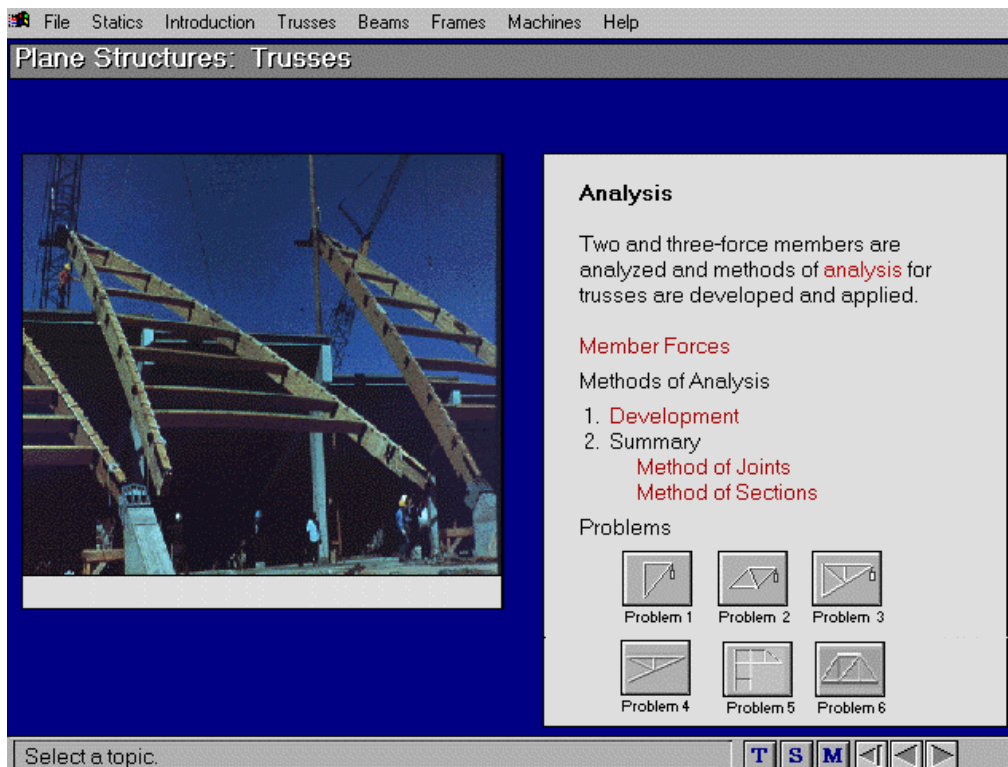 File Statics Introduction Trusses Beams Frames Machines Help
Plane Structures: Trusses
Analysis
Two and three-force members are
analyzed and methods of analysis for
trusses are developed and applied.
Member Forces
Methods of Analysis
1. Development
2. Summary
Method of Joints
Method of Sections
Problems
Problem 1 Problem 2 Problem 3
Problem 4 Problem 5 Problem 6
Select a topic.
T S M